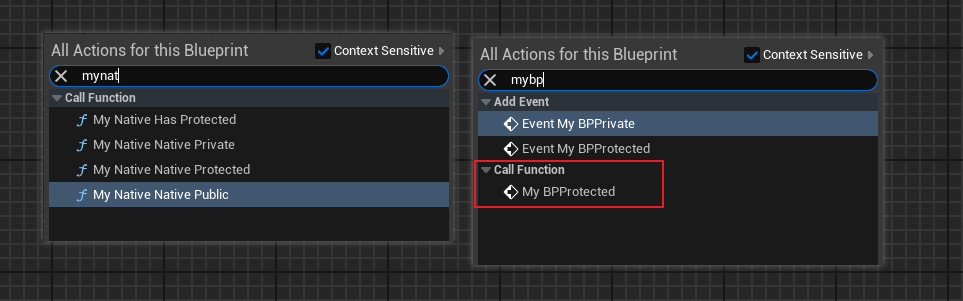 All Actions for this Blueprint
Context Sensitive
mynat
Call Function
My Native Has Protected
My Native Native Private
My Native Native Protected
My Native Native Public
All Actions for this Blueprint
Context Sensitive
mybp
Add Event
Event My BPPrivate
Event My BPProtected
Call Function
My BPProtected